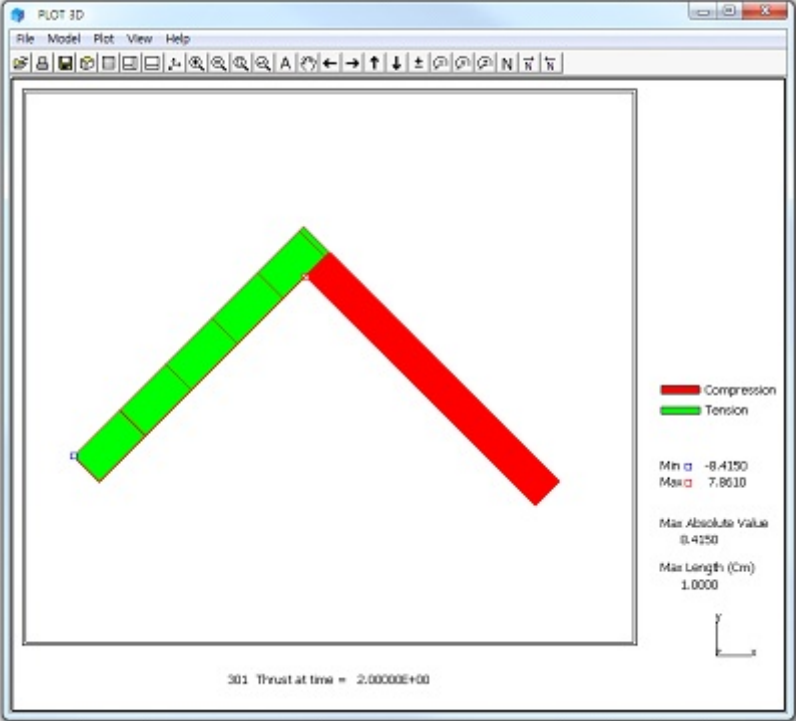 PLOT 3D
File Model Plot View Help
A N N N
Compression
Tension
Min -8.4150
Max 7.8610
Max Absolute Value
8.4150
Max Length (Cm)
1.0000
Y
x
301 Thrust at time = 2.00000E+00